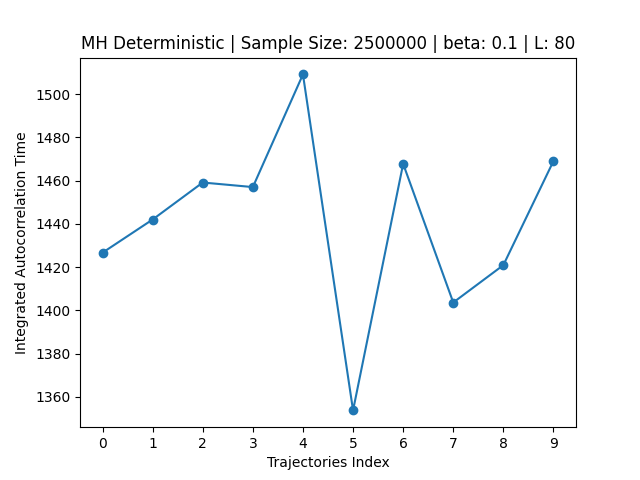 MH Deterministic | Sample Size: 2500000 | beta: 0.1 | L: 80
Integrated Autocorrelation Time
1500
1480
1460
1440
1420
1400
1380
1360
0 1 2 3 4 5 6 7 8 9
Trajectories Index